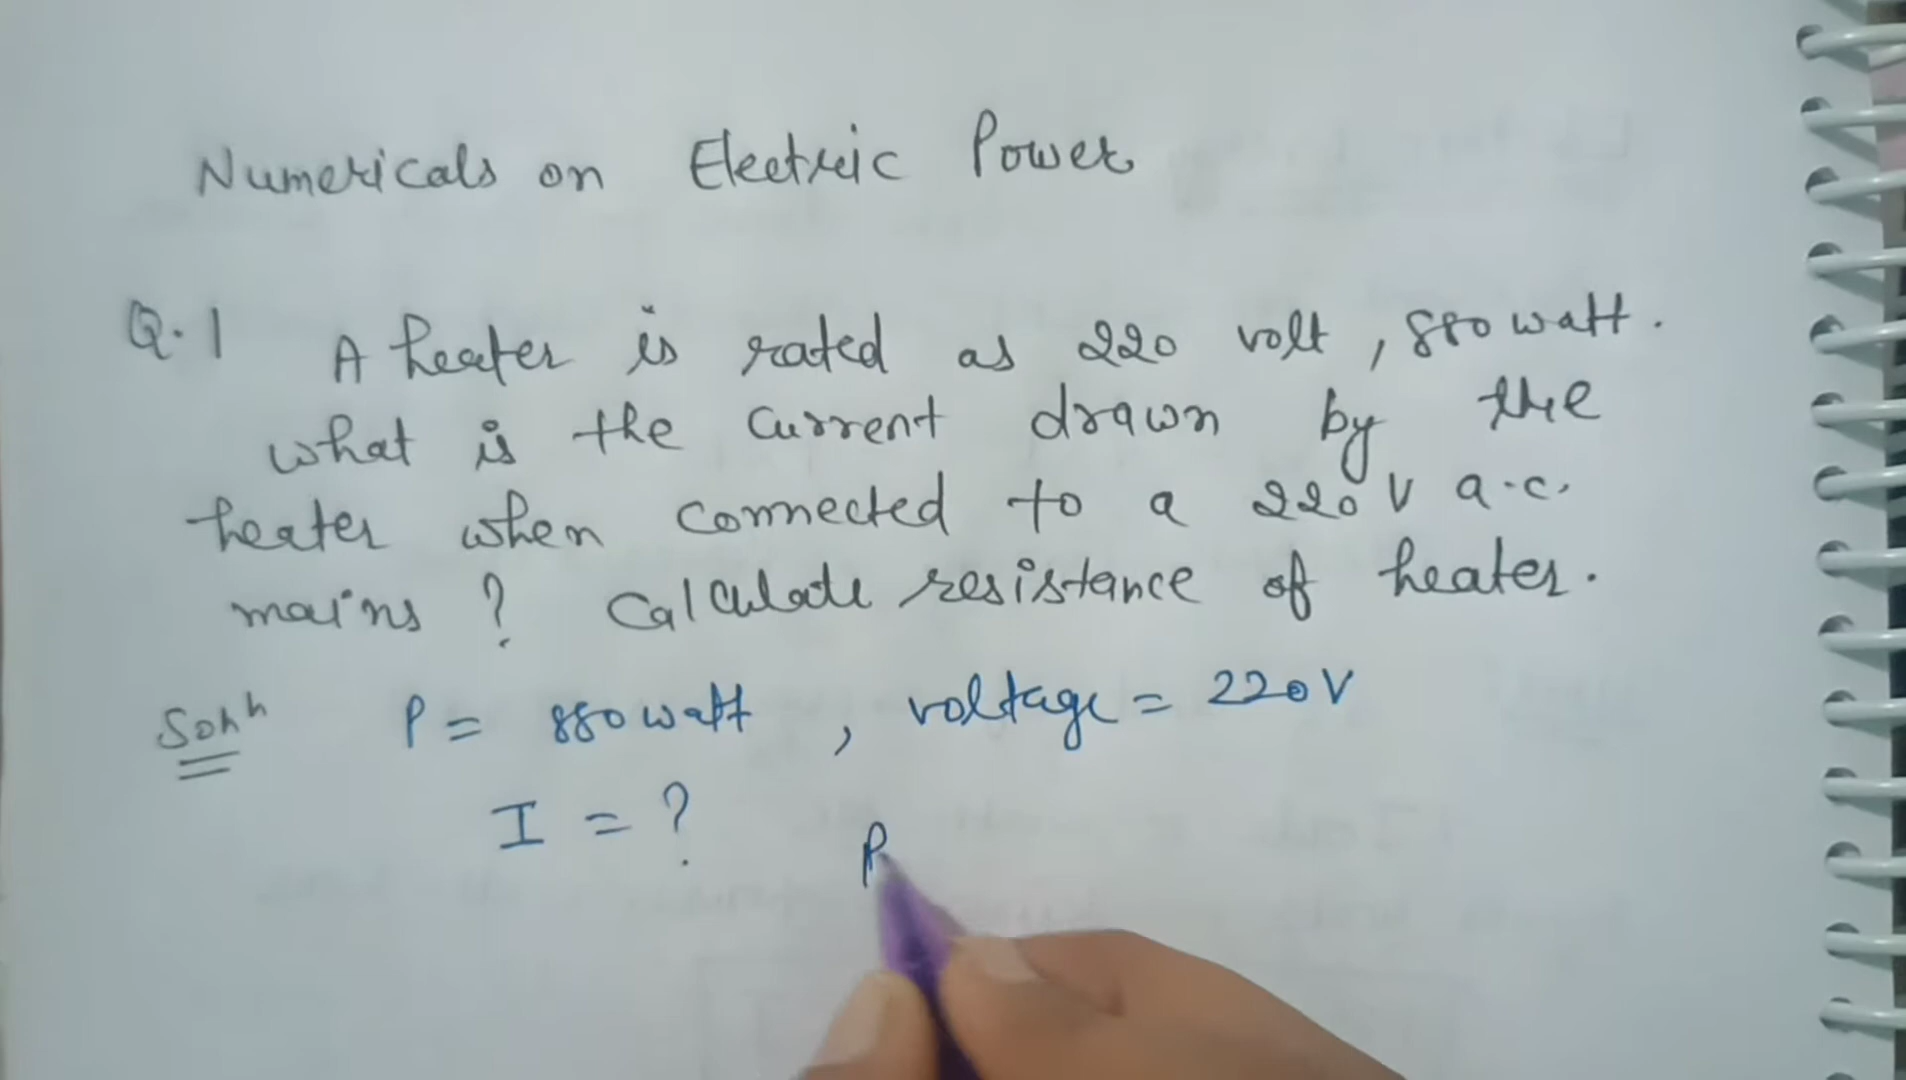 Numericals on Electric Power
Q.1 A heater is rated as 220 volt, 880 watt.
what is the current drawn by the
heater when connected to a 220 V a.c.
mains ? Calculate resistance of heater.
Solⁿ P = 880 watt , voltage = 220V
I = ? P